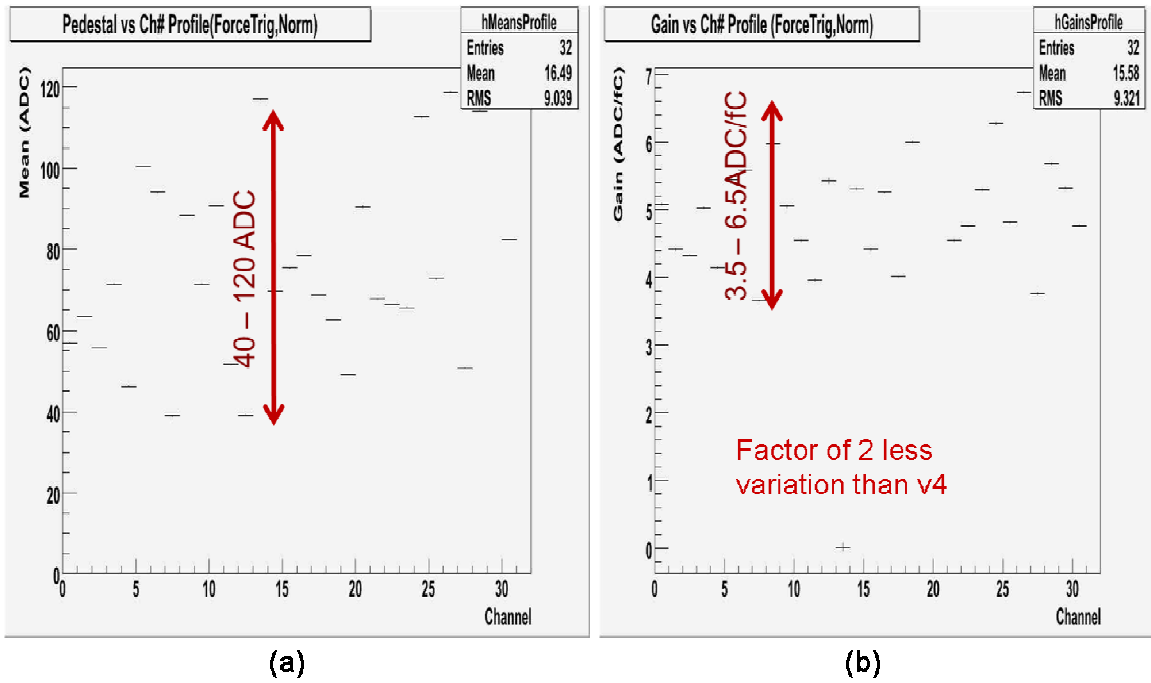 Pedestal vs Ch# Profile(ForceTrig,Norm)
hMeansProfile
Entries 32
Mean 16.49
RMS 9.039
Mean (ADC)
120
100
80
60
40
20
0
40 – 120 ADC
0 5 10 15 20 25 30
Channel
(a)
Gain vs Ch# Profile (ForceTrig,Norm)
hGainsProfile
Entries 32
Mean 15.58
RMS 9.321
Gain (ADC/fC)
7
6
5
4
3
2
1
0
3.5 – 6.5ADC/fC
Factor of 2 less
variation than v4
0 5 10 15 20 25 30
Channel
(b)